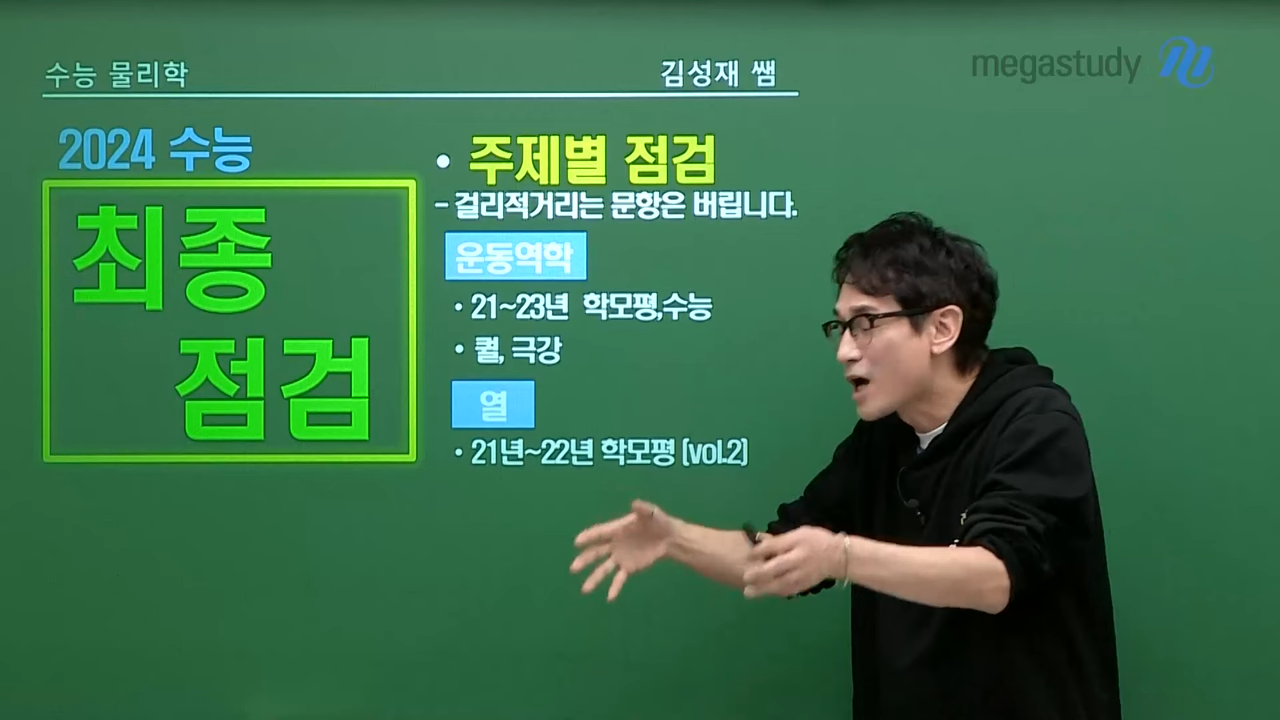 수능 물리학
김성재 쌤
megastudy
2024 수능
최종
점검
• 주제별 점검
- 걸리적거리는 문항은 버립니다.
운동역학
• 21~23년 학모평,수능
• 퀄, 극강
열
• 21년~22년 학모평 (vol.2)